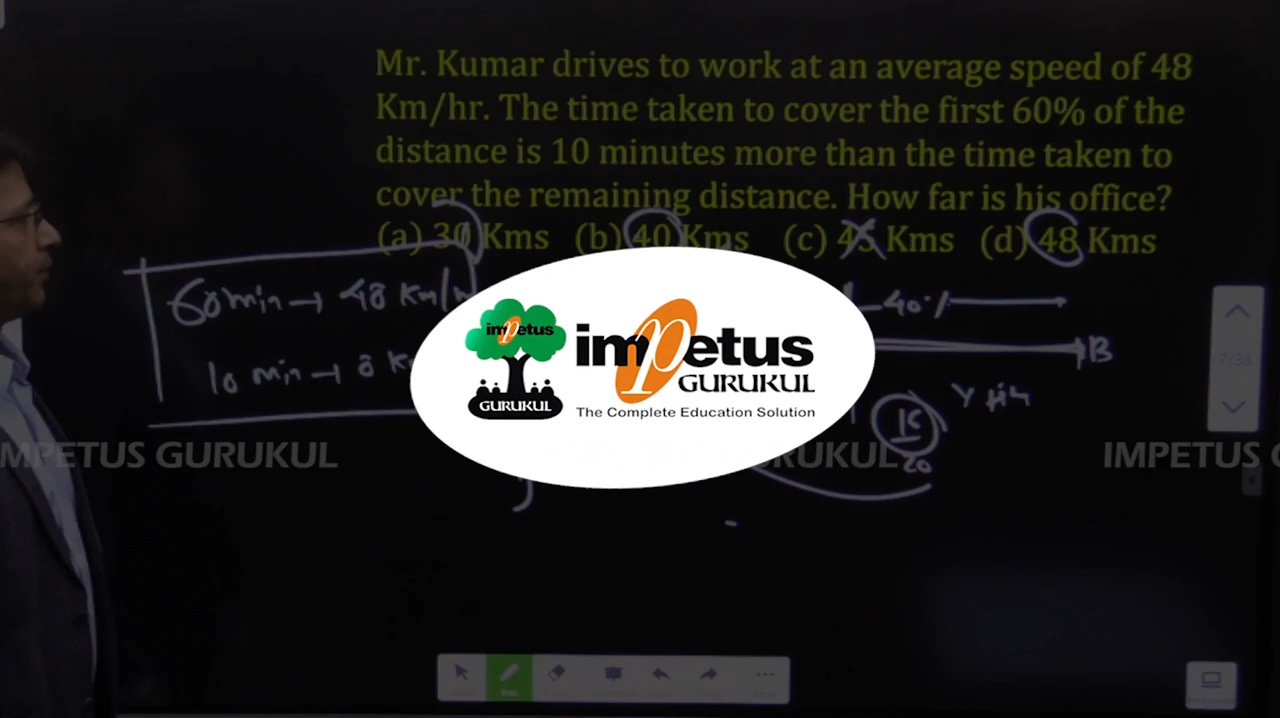 Mr. Kumar drives to work at an average speed of 48
Km/hr. The time taken to cover the first 60% of the
distance is 10 minutes more than the time taken to
cover the remaining distance. How far is his office?
(a) 30 Kms (b) 40 Kms (c) 45 Kms (d) 48 Kms
60 min → 48 Km/h
40%
10 min → 8 K
B
impetus
GURUKUL
impetus
GURUKUL
The Complete Education Solution
7/38
IMPETUS GURUKUL
RUKUL
IMPETUS G